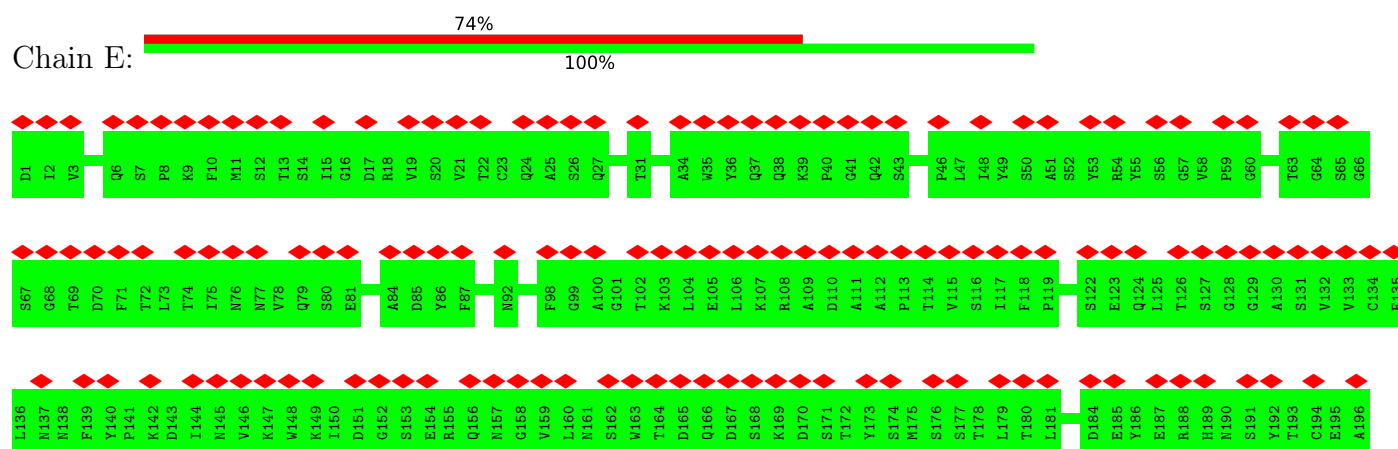 74%
Chain E:
100%
D1 I2 V3 Q6 S7 P8 K9 F10 M11 S12 T13 S14 I15 G16 D17 R18 V19 S20 V21 T22 C23 Q24 A25 S26 Q27 T31 A34 W35 Y36 Q37 Q38 K39 P40 G41 Q42 S43 P46 L47 I48 Y49 S50 A51 S52 Y53 R54 Y55 S56 G57 V58 P59 G60 T63 G64 S65 G66
S67 G68 T69 D70 F71 T72 L73 T74 I75 N76 N77 V78 Q79 S80 E81 A84 D85 Y86 F87 N92 F98 G99 A100 G101 T102 K103 L104 E105 L106 K107 R108 A109 D110 A111 A112 P113 T114 V115 S116 I117 F118 P119 S122 E123 Q124 L125 T126 S127 G128 G129 A130 S131 V132 V133 C134 F135
L136 N137 N138 F139 Y140 P141 K142 D143 I144 N145 V146 K147 W148 K149 I150 D151 G152 S153 E154 R155 Q156 N157 G158 V159 L160 N161 S162 W163 T164 D165 Q166 D167 S168 K169 D170 S171 T172 Y173 S174 M175 S176 S177 T178 L179 T180 L181 D184 E185 Y186 E187 R188 H189 N190 S191 Y192 T193 C194 E195 A196